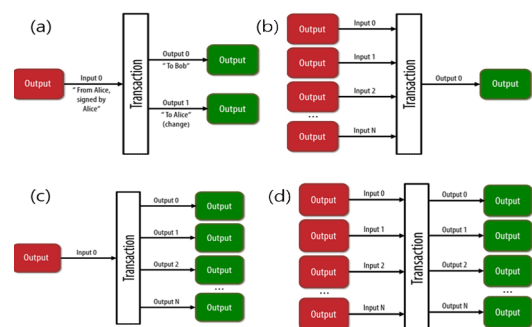 (a)
Output
Input 0
" From Alice,
signed by
Alice"
Transaction
Output 0
"To Bob"
Output
Output 1
"To Alice"
(change)
Output
(b)
Output
Input 0
Output
Input 1
Output
Input 2
...
Output
Input N
Transaction
Output 0
Output
(c)
Output
Input 0
Transaction
Output 0
Output
Output 1
Output
Output 2
Output
...
Output N
Output
(d)
Output
Input 0
Output
Input 1
Output
Input 2
...
Output
Input N
Transaction
Output 0
Output
Output 1
Output
Output 2
Output
...
Output N
Output